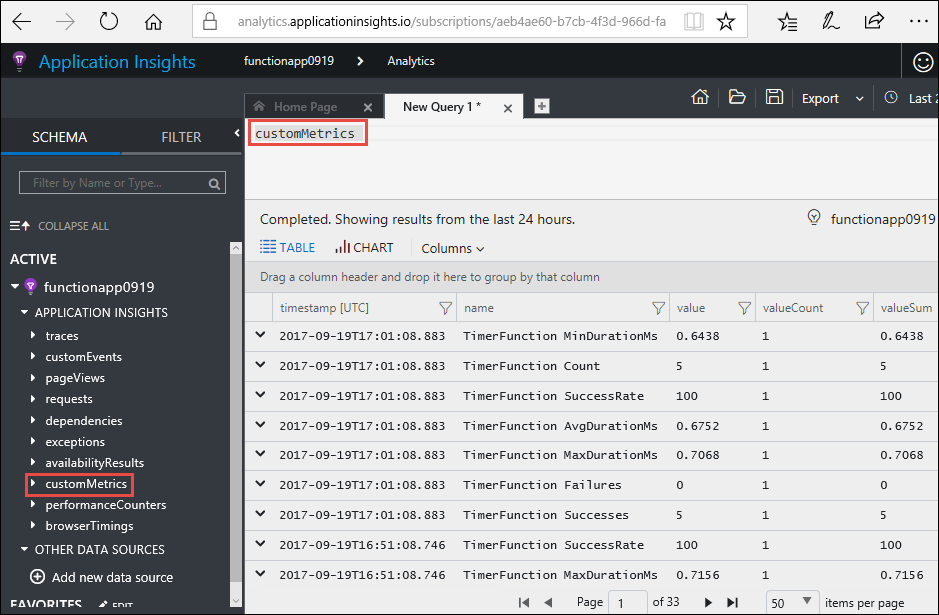 analytics.applicationinsights.io/subscriptions/aeb4ae60-b7cb-4f3d-966d-fa
Application Insights functionapp0919 Analytics
Home Page New Query 1 * Export Last 2
SCHEMA FILTER
customMetrics
Filter by Name or Type...
COLLAPSE ALL
ACTIVE
functionapp0919
APPLICATION INSIGHTS
traces
customEvents
pageViews
requests
dependencies
exceptions
availabilityResults
customMetrics
performanceCounters
browserTimings
OTHER DATA SOURCES
Add new data source
FAVORITES EDIT
Completed. Showing results from the last 24 hours. functionapp0919
TABLE CHART Columns
Drag a column header and drop it here to group by that column
timestamp [UTC] name value valueCount valueSum
2017-09-19T17:01:08.883 TimerFunction MinDurationMs 0.6438 1 0.6438
2017-09-19T17:01:08.883 TimerFunction Count 5 1 5
2017-09-19T17:01:08.883 TimerFunction SuccessRate 100 1 100
2017-09-19T17:01:08.883 TimerFunction AvgDurationMs 0.6752 1 0.6752
2017-09-19T17:01:08.883 TimerFunction MaxDurationMs 0.7068 1 0.7068
2017-09-19T17:01:08.883 TimerFunction Failures 0 1 0
2017-09-19T17:01:08.883 TimerFunction Successes 5 1 5
2017-09-19T16:51:08.746 TimerFunction SuccessRate 100 1 100
2017-09-19T16:51:08.746 TimerFunction MaxDurationMs 0.7156 1 0.7156
Page 1 of 33 50 items per page